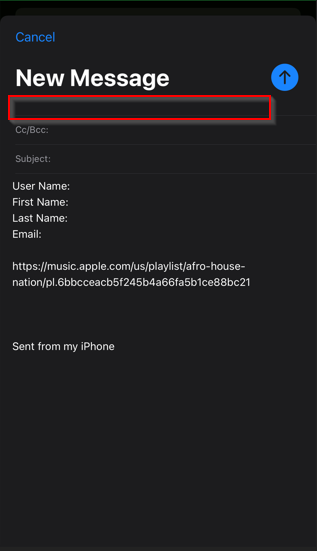 Cancel
New Message
Cc/Bcc:
Subject:
User Name:
First Name:
Last Name:
Email:
https://music.apple.com/us/playlist/afro-house-
nation/pl.6bbcceacb5f245b4a66fa5b1ce88bc21
Sent from my iPhone